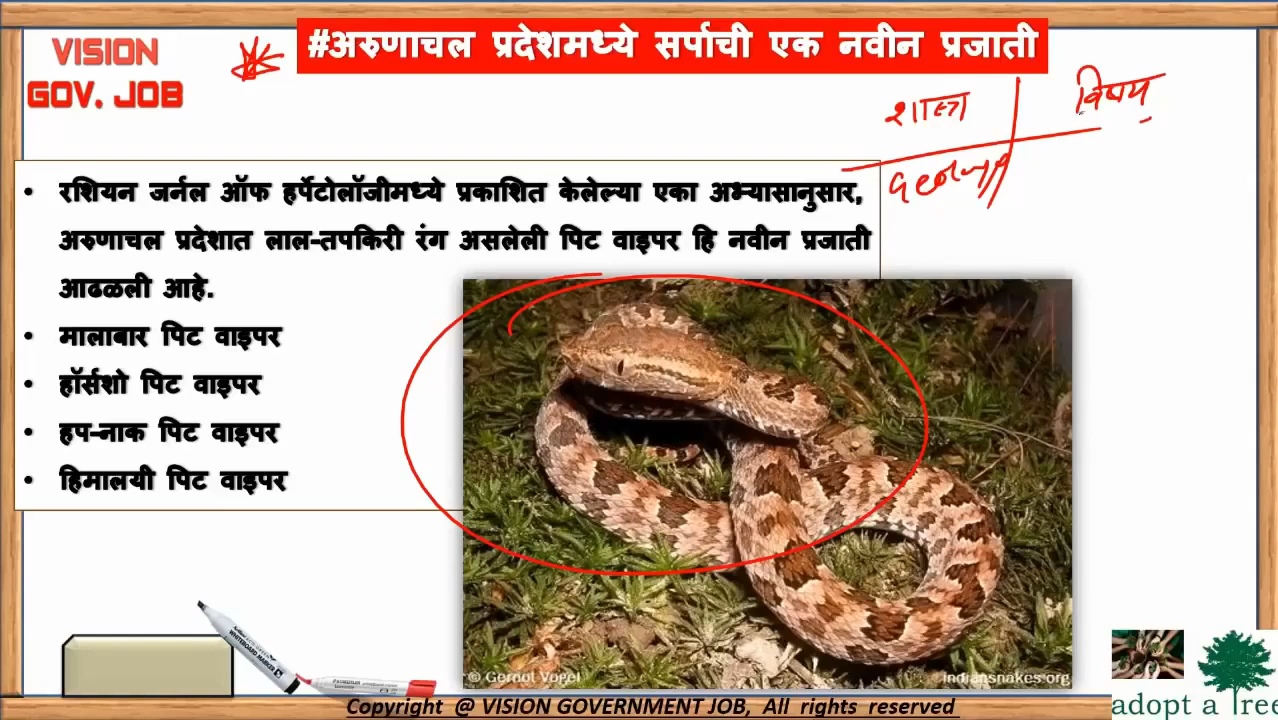 VISION
GOV. JOB
#अरुणाचल प्रदेशमध्ये सर्पाची एक नवीन प्रजाती
शास्त्र
विषय
• रशियन जर्नल ऑफ हर्पेटोलॉजीमध्ये प्रकाशित केलेल्या एका अभ्यासानुसार,
अरुणाचल प्रदेशात लाल-तपकिरी रंग असलेली पिट वाइपर हि नवीन प्रजाती
आढळली आहे.
• मालाबार पिट वाइपर
• हॉर्सशो पिट वाइपर
• हप-नाक पिट वाइपर
• हिमालयी पिट वाइपर
WHITEBOARD MARKER
© Gernot Vogel
indiansnakes.org
adopt a Tree
Copyright @ VISION GOVERNMENT JOB, All rights reserved